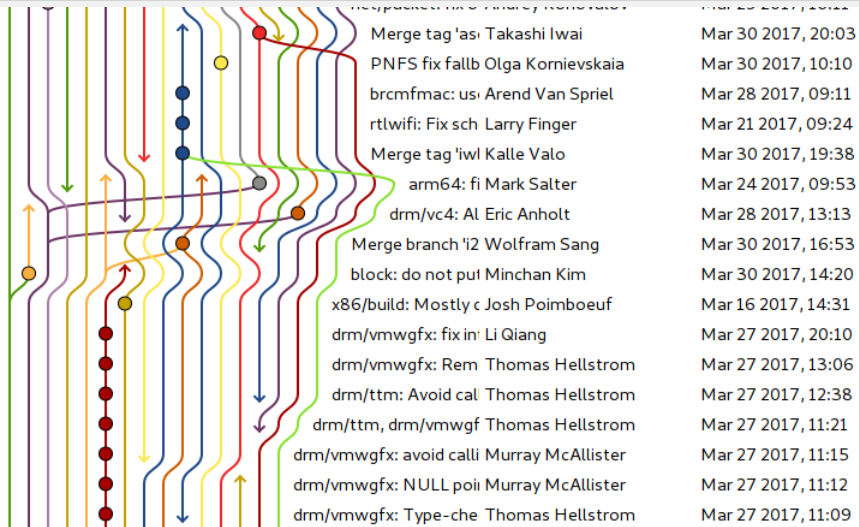 Merge tag 'as Takashi Iwai Mar 30 2017, 20:03
PNFS fix fallb Olga Kornievskaia Mar 30 2017, 10:10
brcmfmac: us Arend Van Spriel Mar 28 2017, 09:11
rtlwifi: Fix sch Larry Finger Mar 21 2017, 09:24
Merge tag 'iwl Kalle Valo Mar 30 2017, 19:38
arm64: fi Mark Salter Mar 24 2017, 09:53
drm/vc4: Al Eric Anholt Mar 28 2017, 13:13
Merge branch 'i2 Wolfram Sang Mar 30 2017, 16:53
block: do not put Minchan Kim Mar 30 2017, 14:20
x86/build: Mostly c Josh Poimboeuf Mar 16 2017, 14:31
drm/vmwgfx: fix in Li Qiang Mar 27 2017, 20:10
drm/vmwgfx: Rem Thomas Hellstrom Mar 27 2017, 13:06
drm/ttm: Avoid cal Thomas Hellstrom Mar 27 2017, 12:38
drm/ttm, drm/vmwgf Thomas Hellstrom Mar 27 2017, 11:21
drm/vmwgfx: avoid calli Murray McAllister Mar 27 2017, 11:15
drm/vmwgfx: NULL poi Murray McAllister Mar 27 2017, 11:12
drm/vmwgfx: Type-che Thomas Hellstrom Mar 27 2017, 11:09